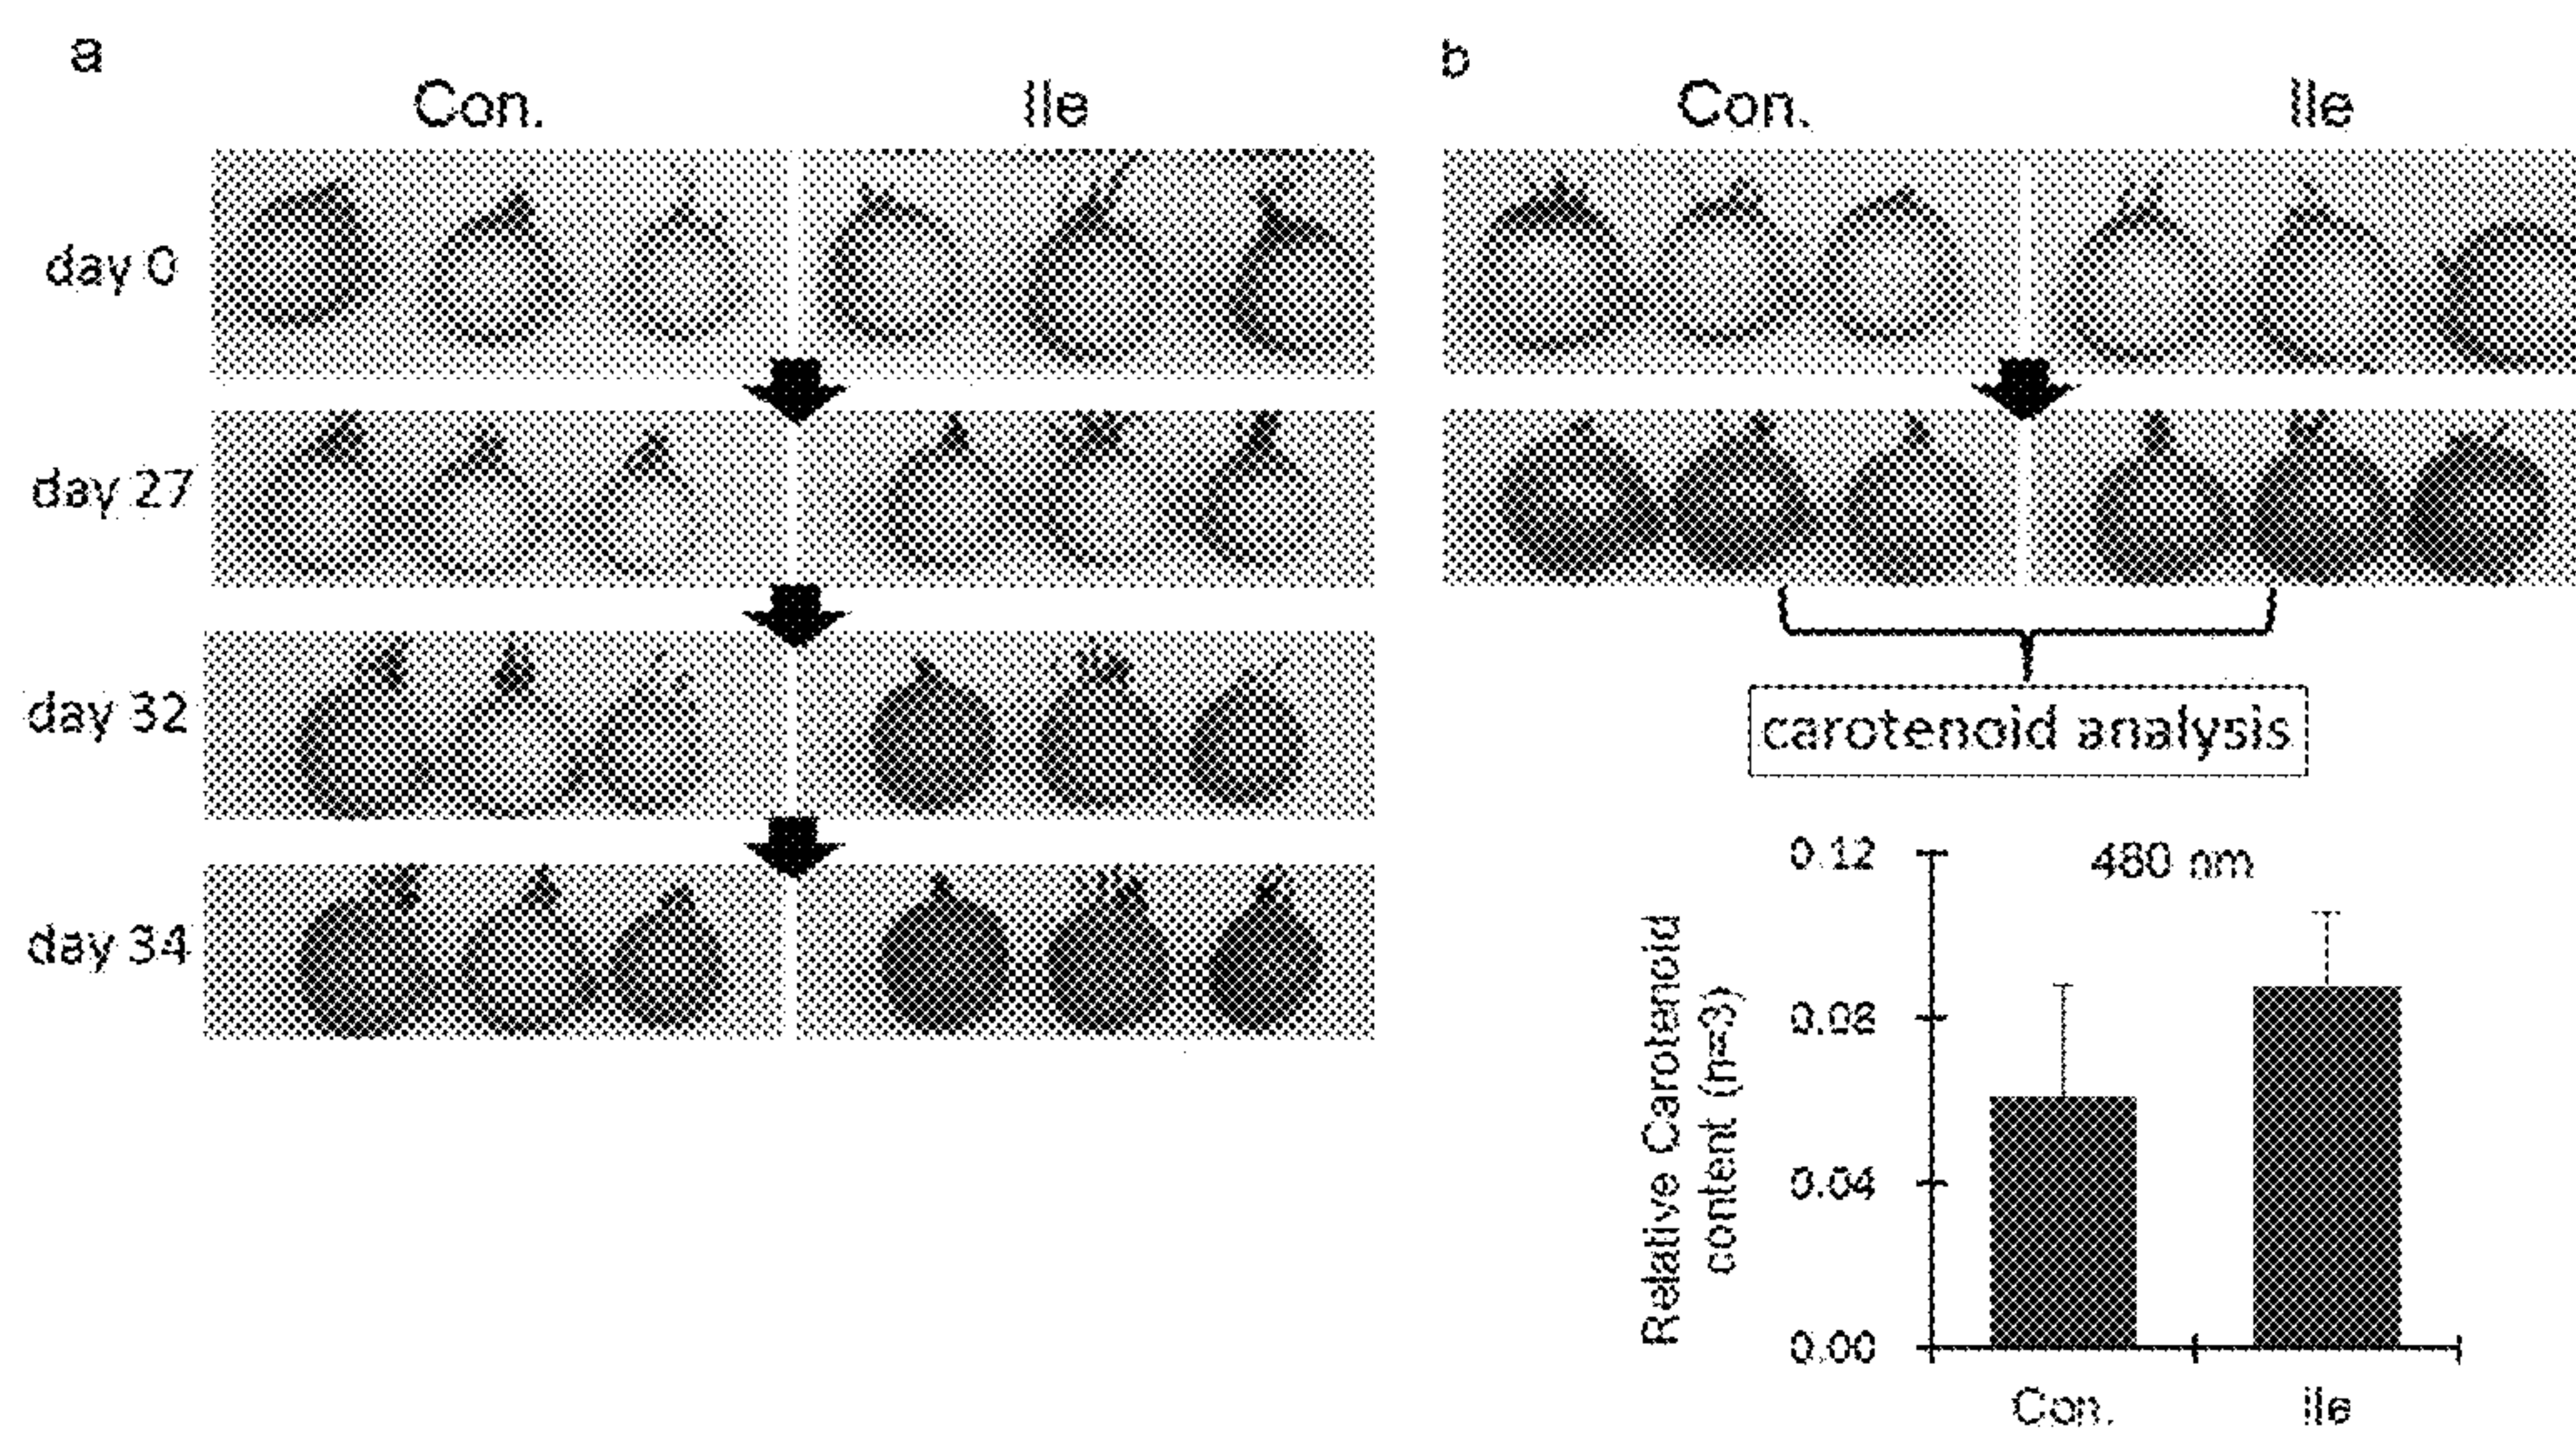 a
Con.
Ile
day 0
day 27
day 32
day 34
b
Con.
Ile
carotenoid analysis
480 nm
Relative Carotenoid
content (n=3)
0.12
0.08
0.04
0.00
Con.
Ile